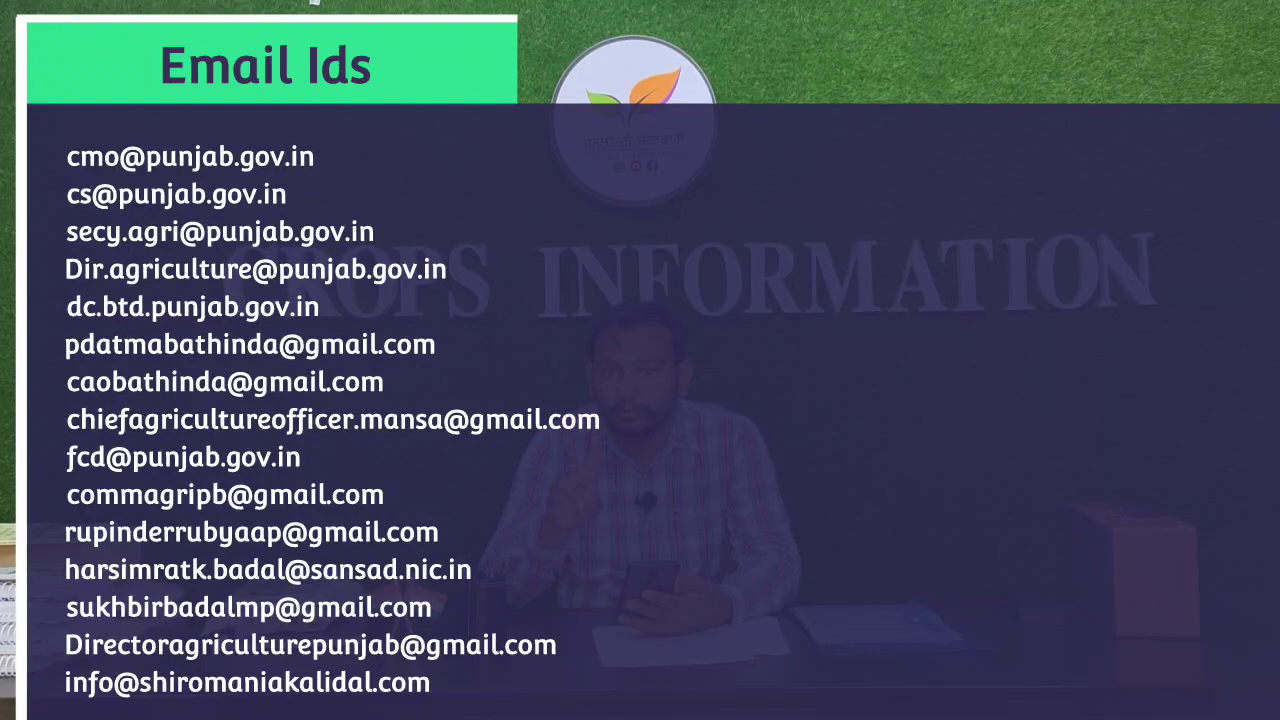 Email Ids
cmo@punjab.gov.in
cs@punjab.gov.in
secy.agri@punjab.gov.in
Dir.agriculture@punjab.gov.in
dc.btd.punjab.gov.in
pdatmabathinda@gmail.com
caobathinda@gmail.com
chiefagricultureofficer.mansa@gmail.com
fcd@punjab.gov.in
commagripb@gmail.com
rupinderrubyaap@gmail.com
harsimratk.badal@sansad.nic.in
sukhbirbadalmp@gmail.com
Directoragriculturepunjab@gmail.com
info@shiromaniakalidal.com
CROPS INFORMATION